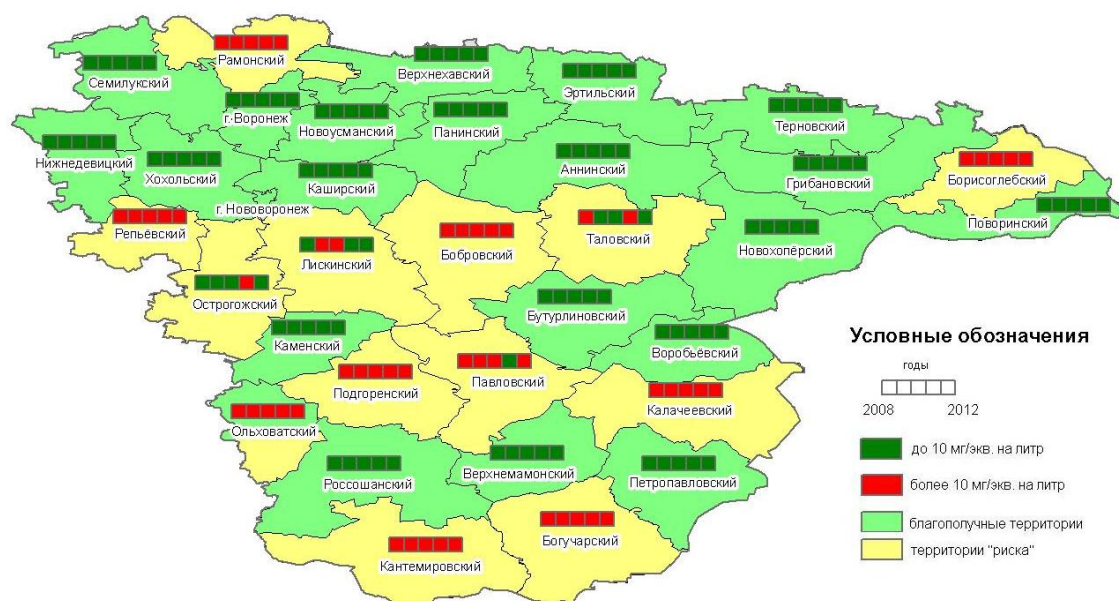 Рамонский
Семилукский
Верхнехавский
Эртильский
г.Воронеж
Новоусманский
Панинский
Терновский
Нижнедевицкий
Хохольский
Каширский
Аннинский
Грибановский
Борисоглебский
г. Нововоронеж
Поворинский
Репьёвский
Лискинский
Бобровский
Таловский
Новохопёрский
Острогожский
Бутурлиновский
Каменский
Воробьёвский
Подгоренский
Павловский
Калачеевский
Ольховатский
Россошанский
Верхнемамонский
Петропавловский
Кантемировский
Богучарский
Условные обозначения
годы
2008 2012
до 10 мг/экв. на литр
более 10 мг/экв. на литр
благополучные территории
территории "риска"